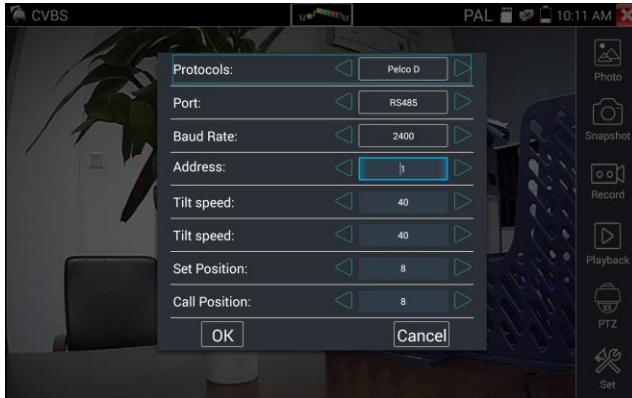 CVBS PAL 10:11 AM
Protocols: Pelco D
Port: RS485
Baud Rate: 2400
Address: 1
Tilt speed: 40
Tilt speed: 40
Set Position: 8
Call Position: 8
OK Cancel
Photo
Snapshot
Record
Playback
PTZ
Set